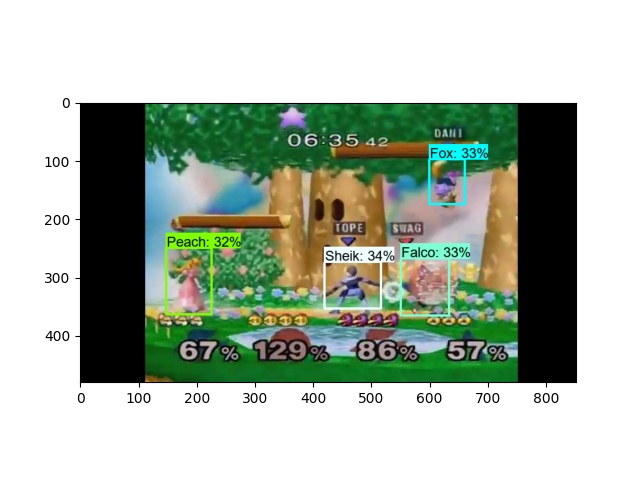 0
100
200
300
400
0 100 200 300 400 500 600 700 800
06:35 42
DANI
Fox: 33%
TOPE SWAG
Peach: 32%
Sheik: 34%
Falco: 33%
67% 129% 86% 57%